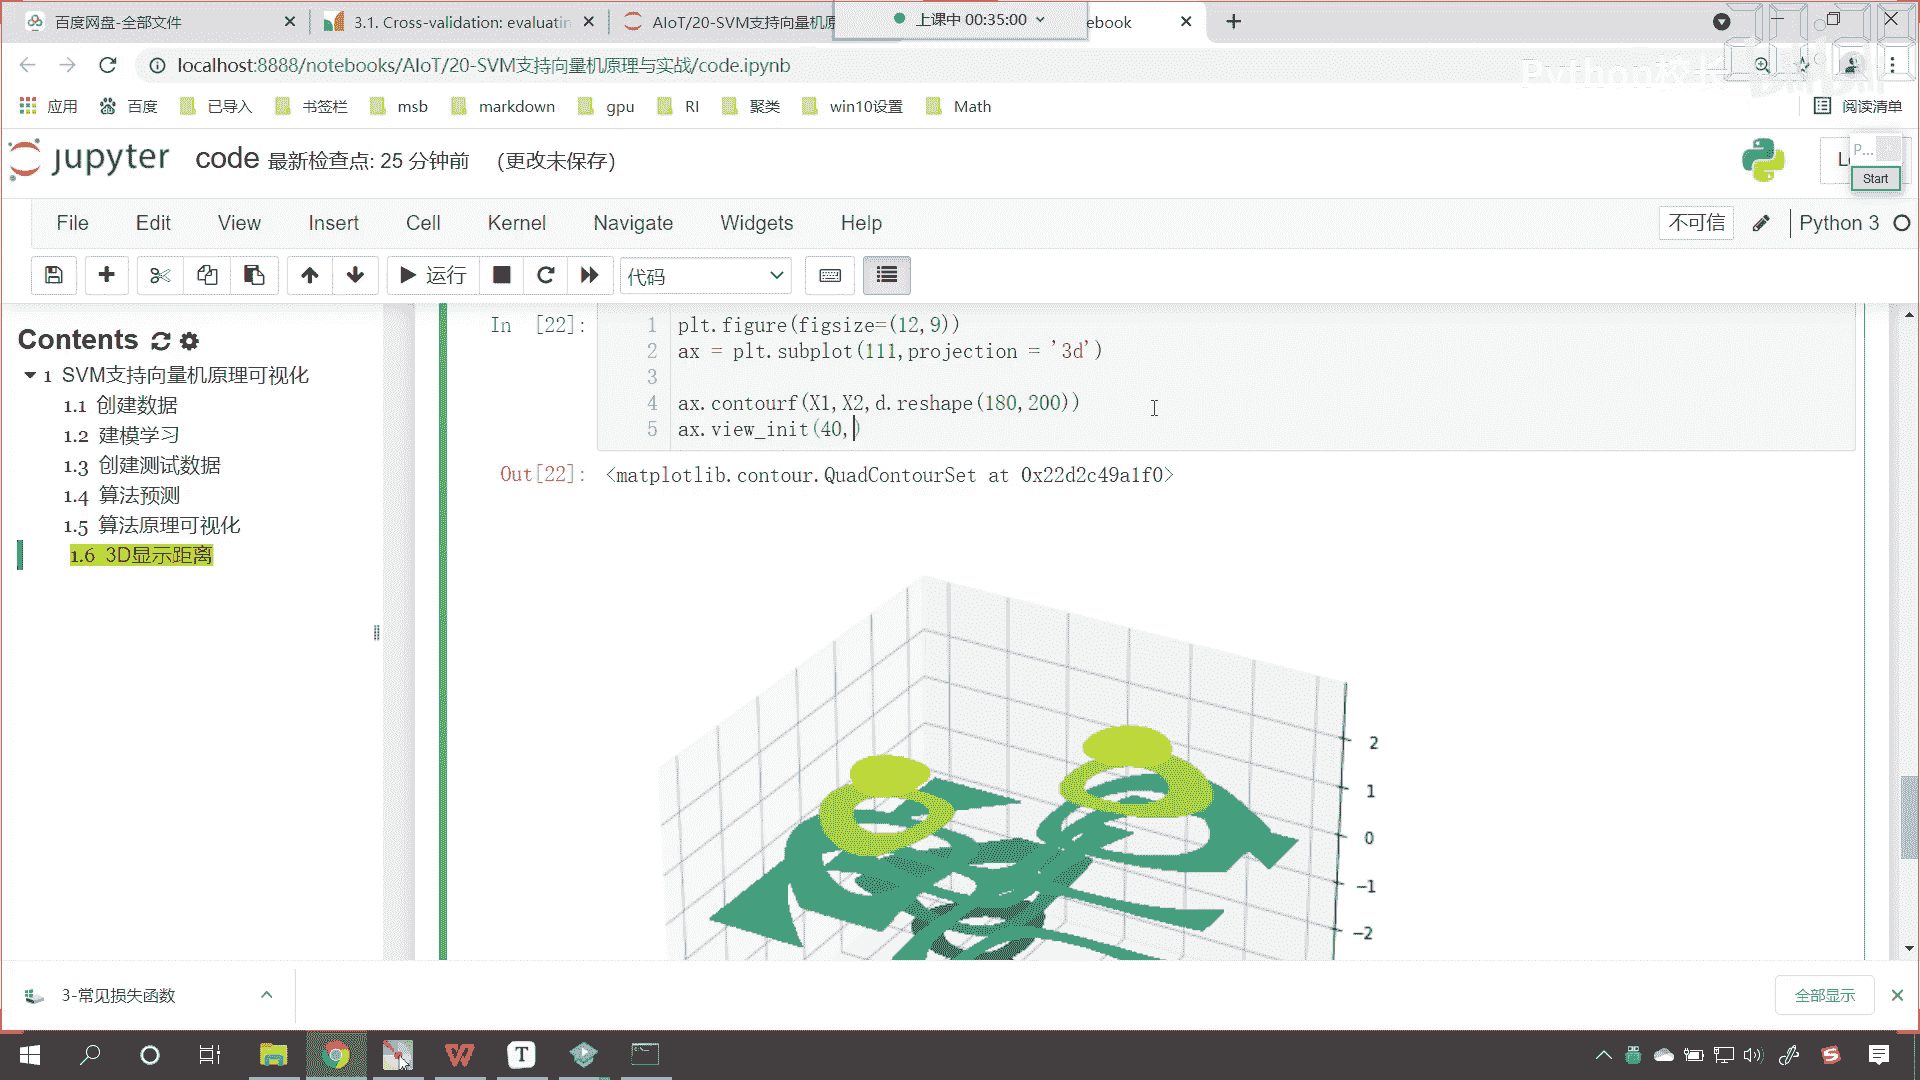 百度网盘-全部文件
3.1. Cross-validation: evaluatin
AIoT/20-SVM支持向量机原
上课中 00:35:00
ebook
localhost:8888/notebooks/AIoT/20-SVM支持向量机原理与实战/code.ipynb
Python校长
应用
百度
已导入
书签栏
msb
markdown
gpu
RI
聚类
win10设置
Math
阅读清单
jupyter
code 最新检查点: 25 分钟前 (更改未保存)
P...
Start
File Edit View Insert Cell Kernel Navigate Widgets Help
不可信
Python 3
运行
代码
Contents
1 SVM支持向量机原理可视化
1.1 创建数据
1.2 建模学习
1.3 创建测试数据
1.4 算法预测
1.5 算法原理可视化
1.6 3D显示距离
In [22]:
1 plt.figure(figsize=(12,9))
2 ax = plt.subplot(111,projection = '3d')
3
4 ax.contourf(X1,X2,d.reshape(180,200))
5 ax.view_init(40,)
Out[22]: <matplotlib.contour.QuadContourSet at 0x22d2c49a1f0>
2
1
0
−1
−2
3-常见损失函数
全部显示